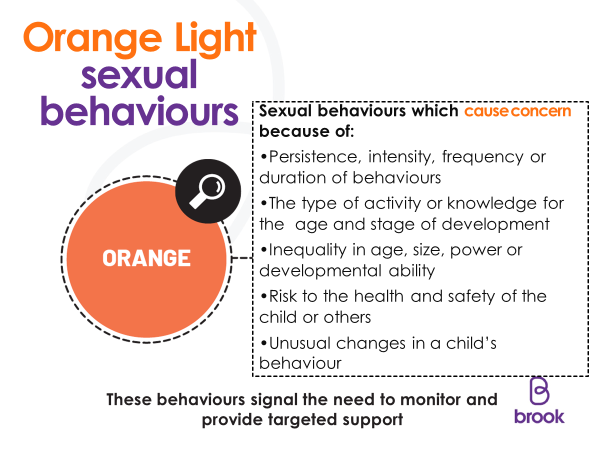 Orange Light
sexual
behaviours
Sexual behaviours which cause concern
because of:
•Persistence, intensity, frequency or
duration of behaviours
•The type of activity or knowledge for
the  age and stage of development
•Inequality in age, size, power or
developmental ability
•Risk to the health and safety of the
child or others
•Unusual changes in a child’s
behaviour
ORANGE
These behaviours signal the need to monitor and
provide targeted support
brook